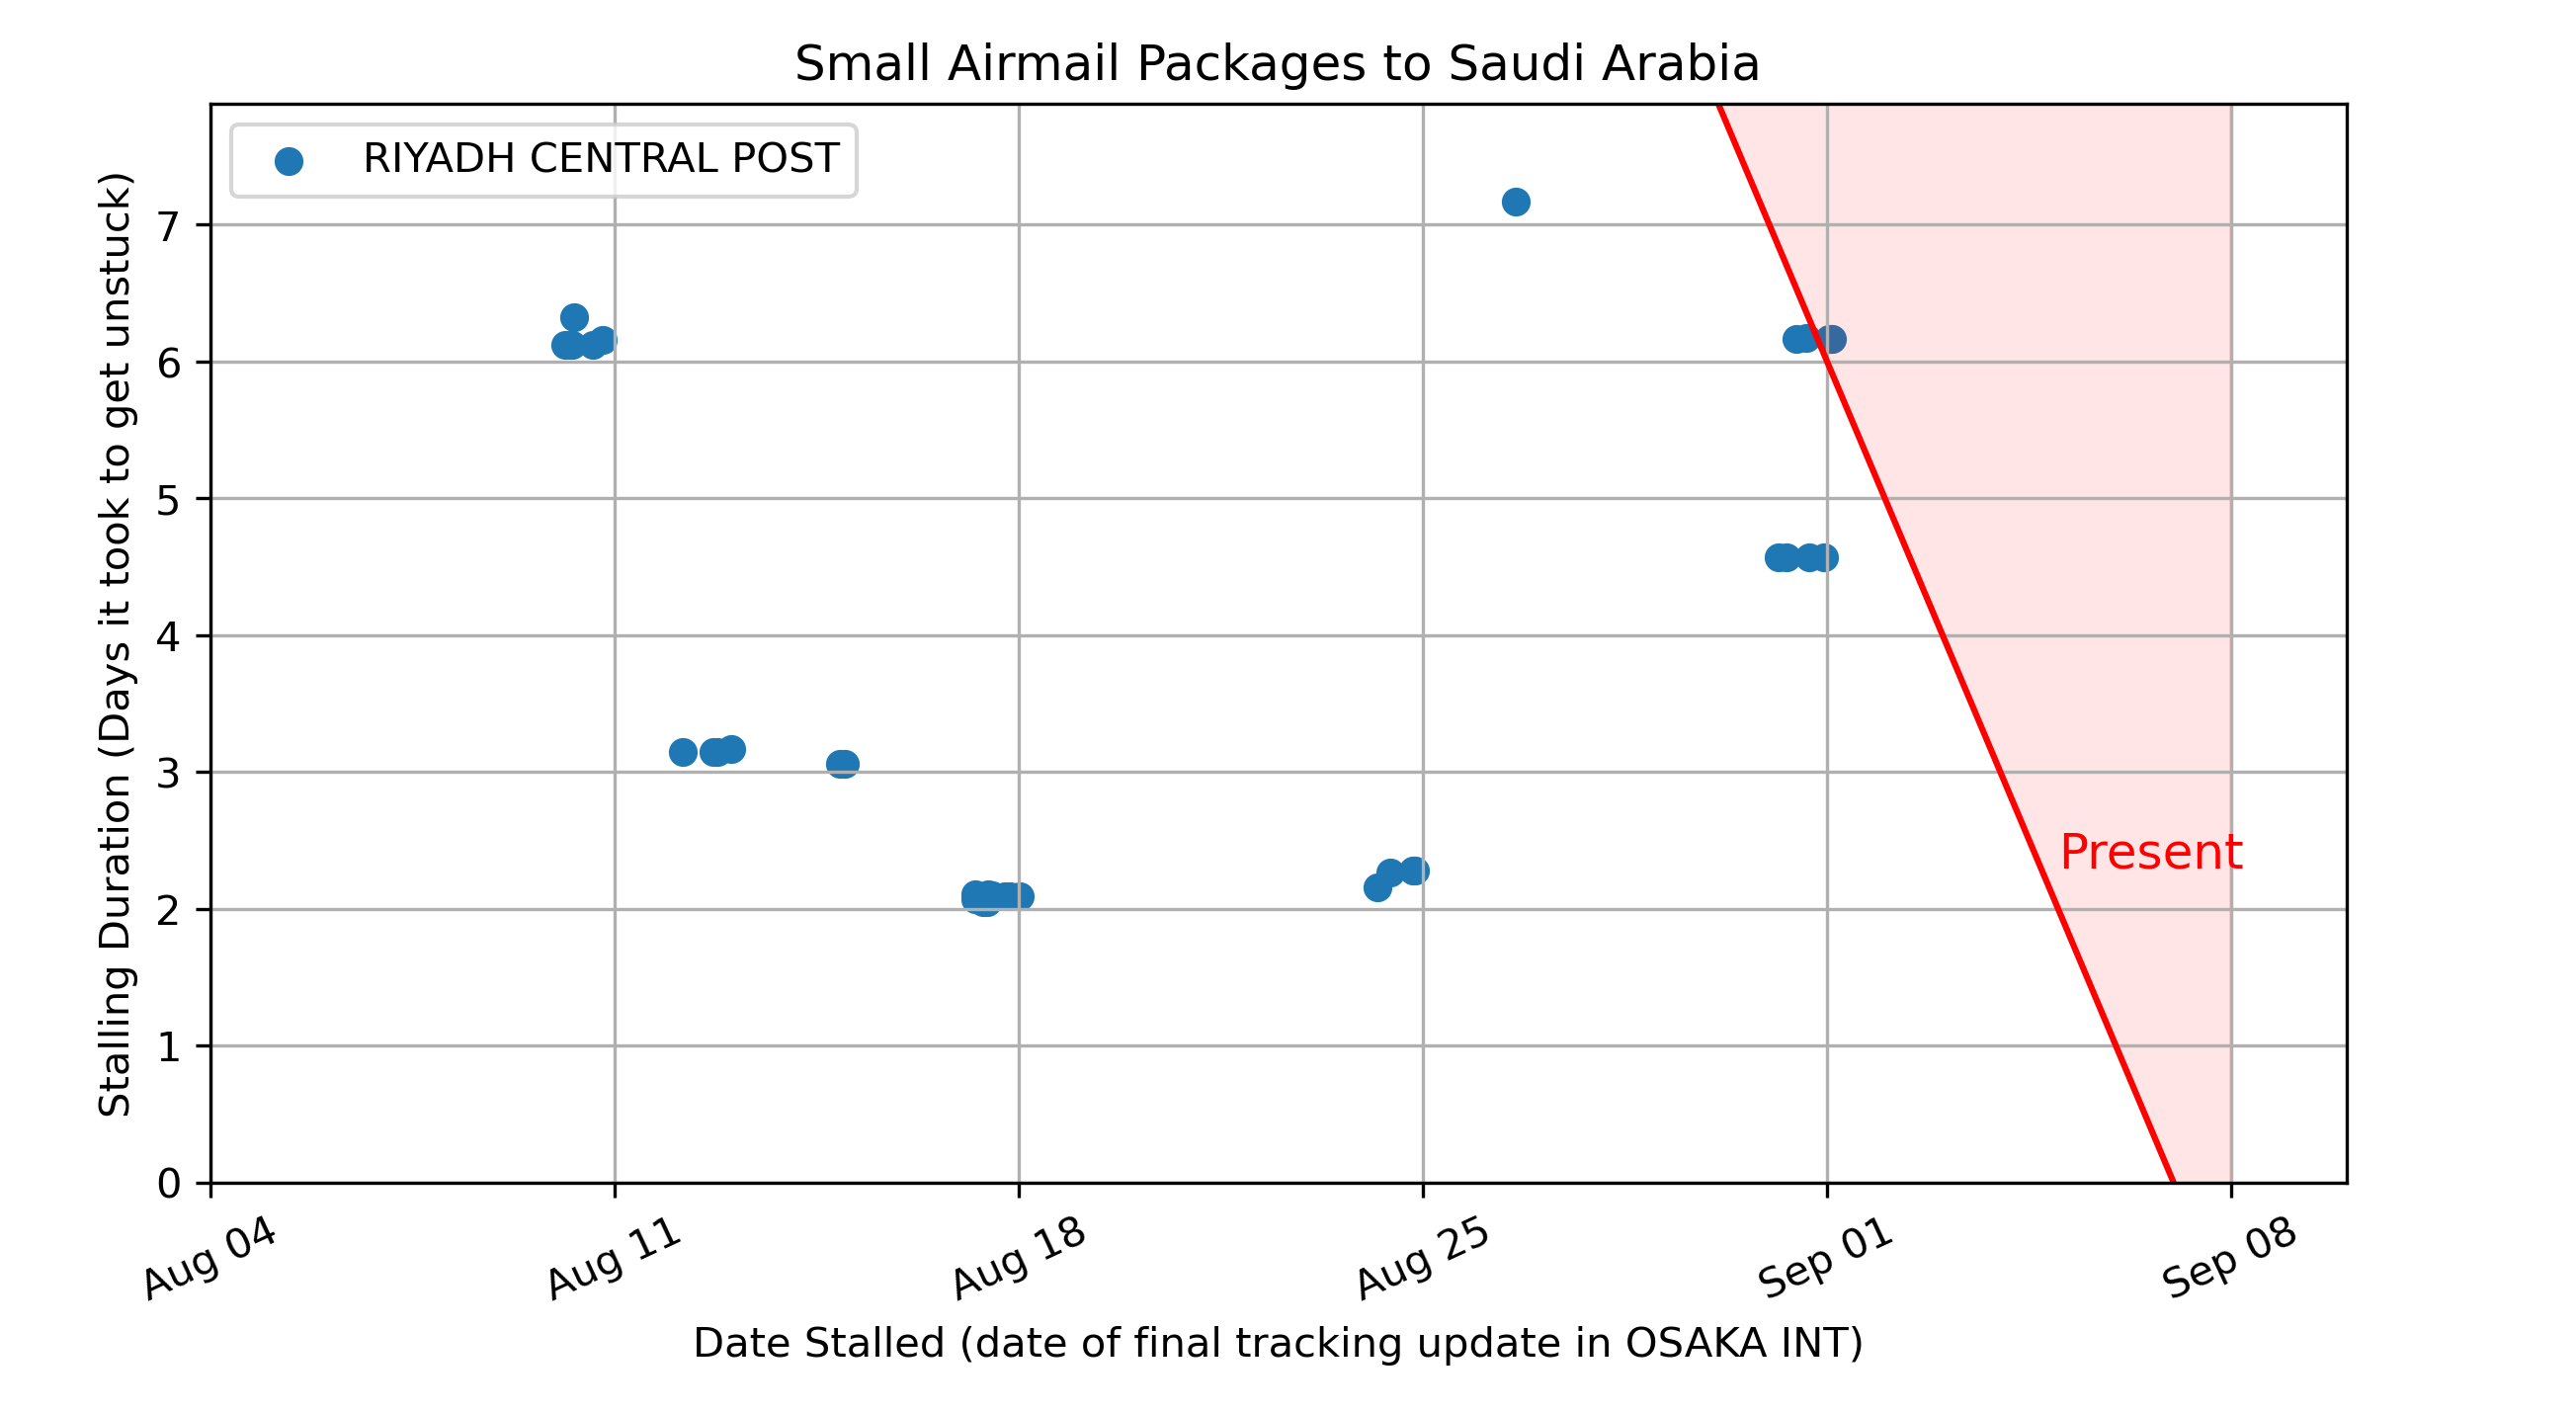 Small Airmail Packages to Saudi Arabia
RIYADH CENTRAL POST
Stalling Duration (Days it took to get unstuck)
7
6
5
4
3
2
1
0
Present
Aug 04
Aug 11
Aug 18
Aug 25
Sep 01
Sep 08
Date Stalled (date of final tracking update in OSAKA INT)